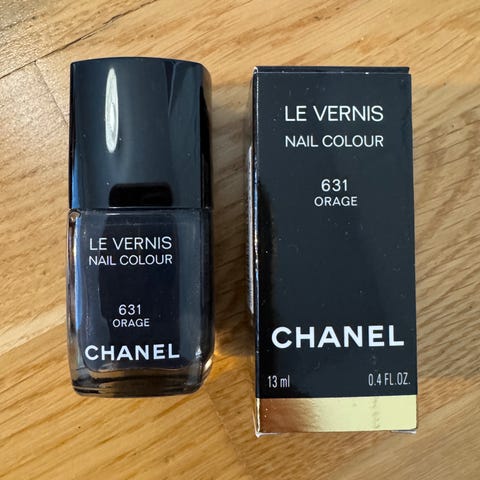 LE VERNIS
NAIL COLOUR
631
ORAGE
CHANEL
LE VERNIS
NAIL COLOUR
631
ORAGE
CHANEL
13 ml 0.4 FL.OZ.